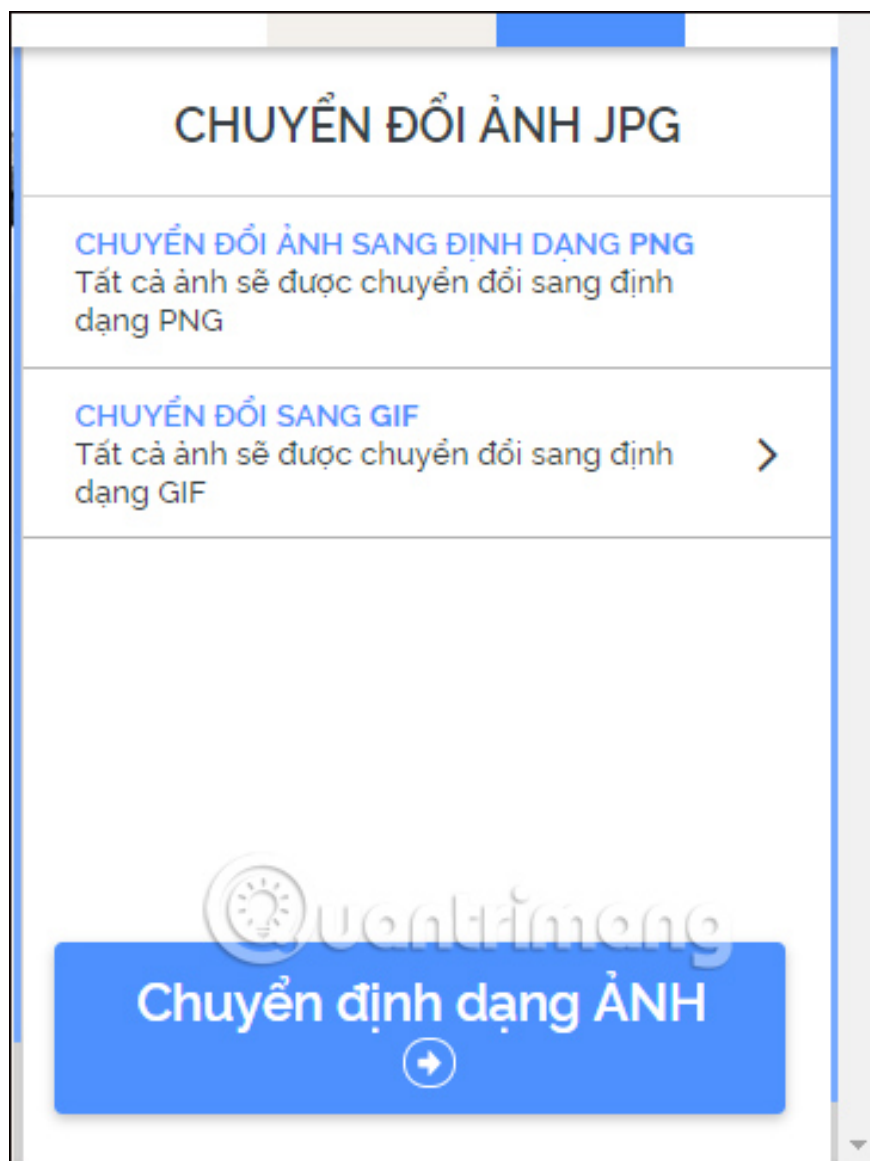 CHUYỂN ĐỔI ẢNH JPG
CHUYỂN ĐỔI ẢNH SANG ĐỊNH DẠNG PNG
Tất cả ảnh sẽ được chuyển đổi sang định
dạng PNG
CHUYỂN ĐỔI SANG GIF
Tất cả ảnh sẽ được chuyển đổi sang định
dạng GIF
Quantrimang
Chuyển định dạng ẢNH